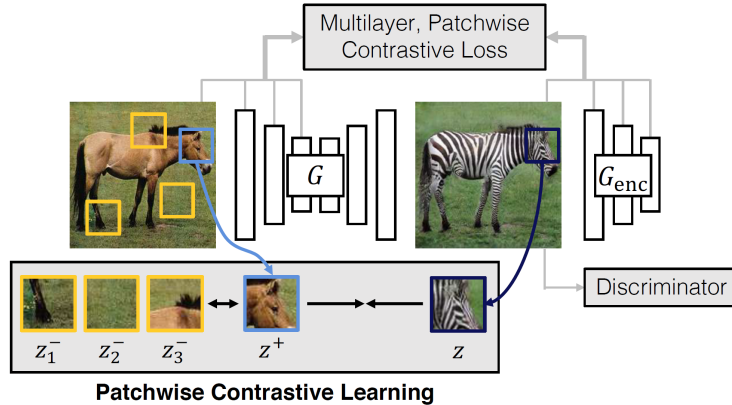 Multilayer, Patchwise
Contrastive Loss
G
G_enc
Discriminator
z_1^- z_2^- z_3^- z^+ z
Patchwise Contrastive Learning